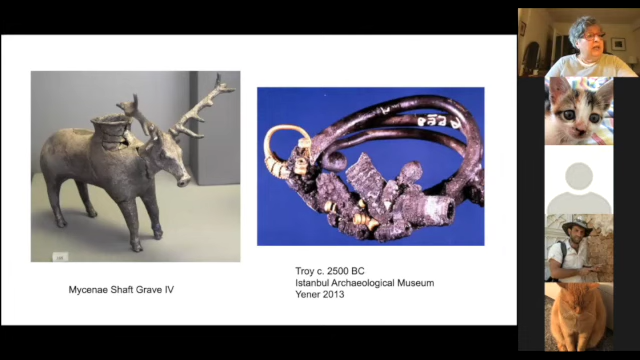 Mycenae Shaft Grave IV
Troy c. 2500 BC
Istanbul Archaeological Museum
Yener 2013